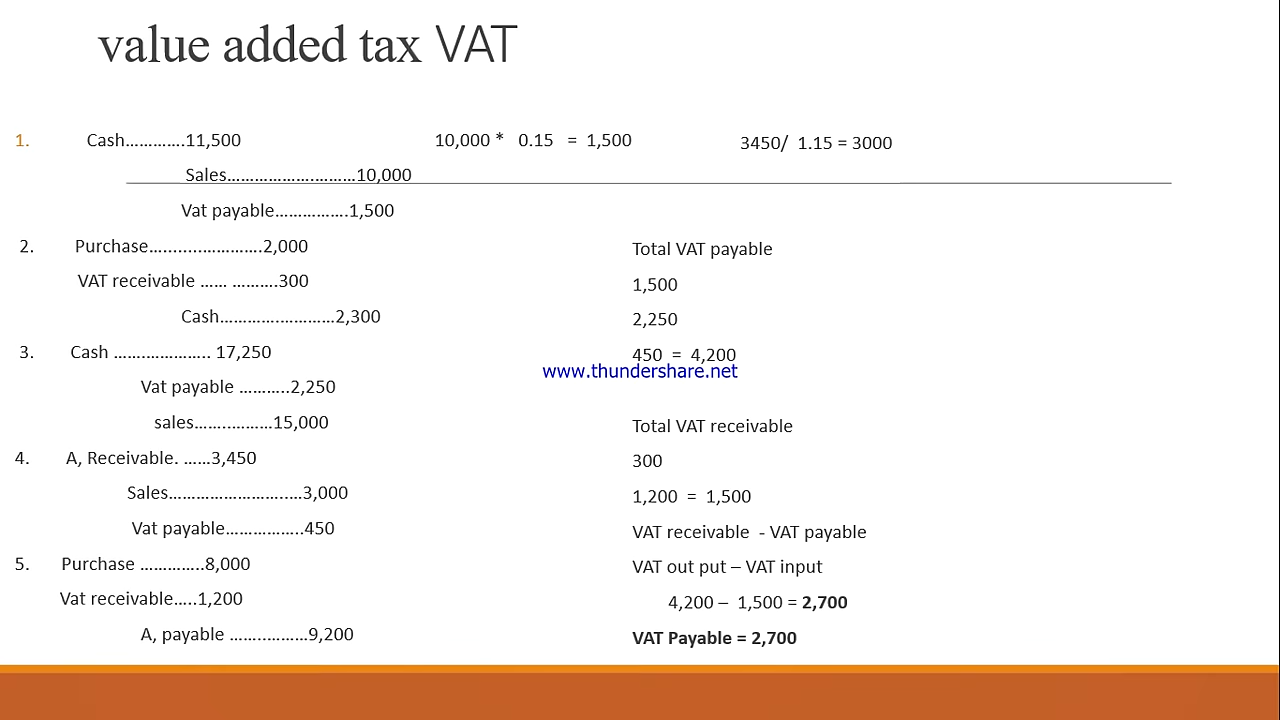 value added tax VAT
1. Cash………….11,500
Sales……………….………10,000
Vat payable…………….1,500
2. Purchase…......………….2,000
VAT receivable …… ……….300
Cash………….…………2,300
3. Cash …….………….. 17,250
Vat payable ………..2,250
sales……..………15,000
4. A, Receivable. ……3,450
Sales…………………….….3,000
Vat payable……………..450
5. Purchase …………..8,000
Vat receivable…..1,200
A, payable ……..………9,200
10,000 * 0.15 = 1,500
3450/ 1.15 = 3000
Total VAT payable
1,500
2,250
450 = 4,200
www.thundershare.net
Total VAT receivable
300
1,200 = 1,500
VAT receivable - VAT payable
VAT out put – VAT input
4,200 – 1,500 = 2,700
VAT Payable = 2,700